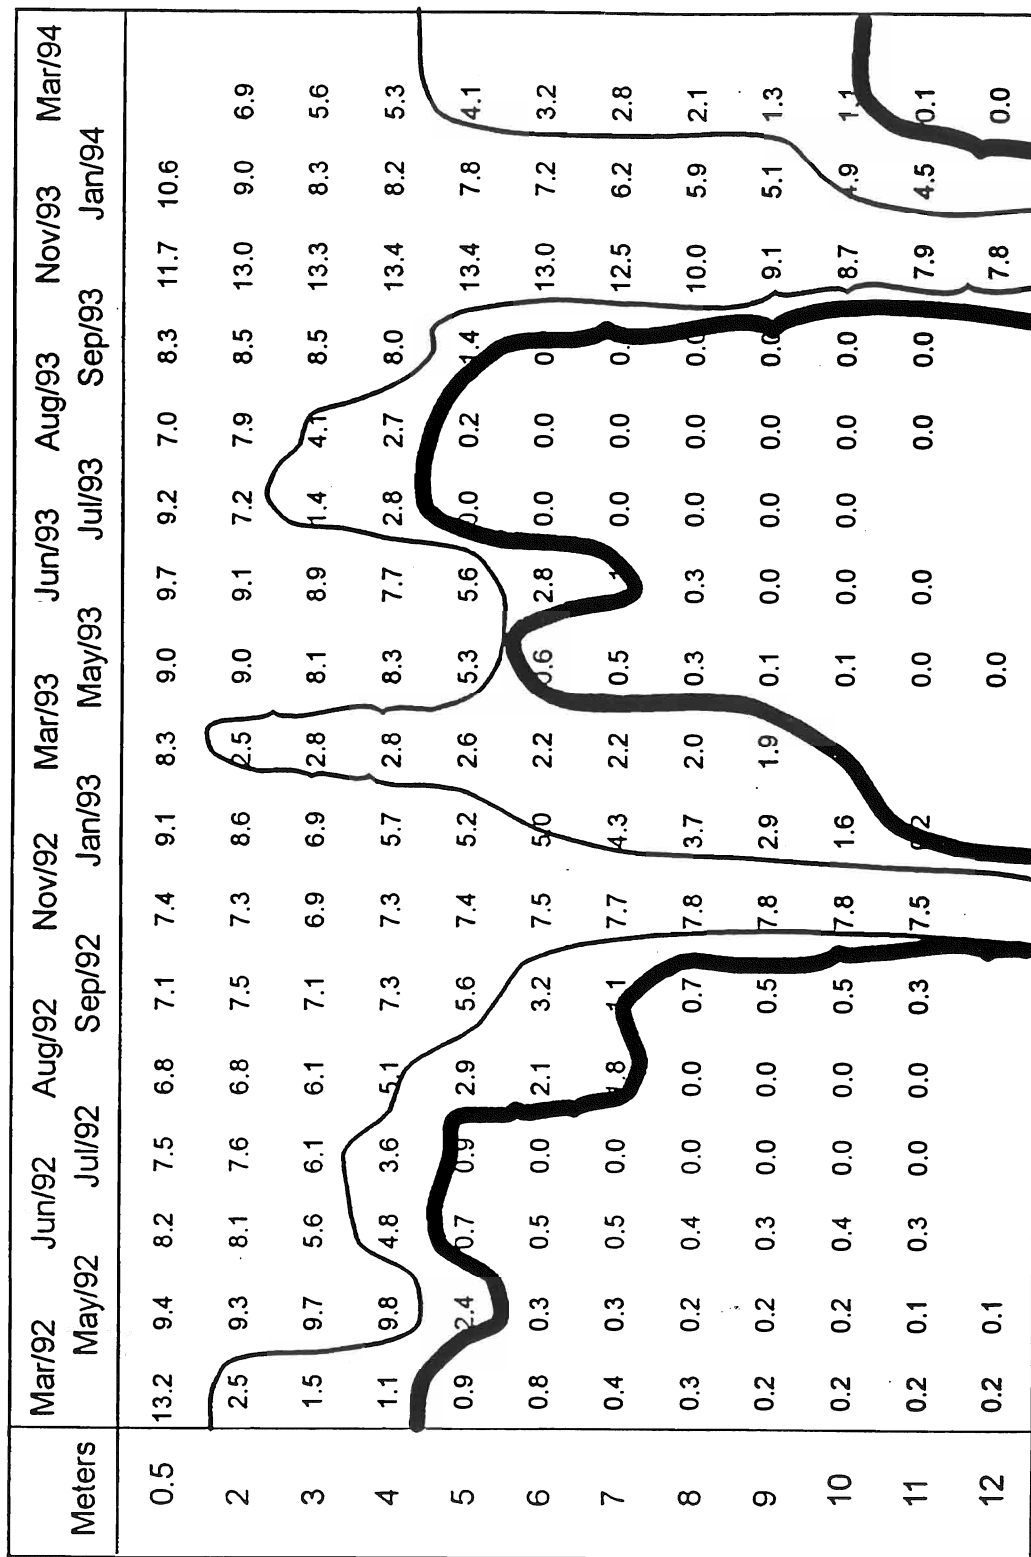 Mar/92 Jun/92 Aug/92 Nov/92 Mar/93 Jun/93 Aug/93 Nov/93 Mar/94
Meters May/92 Jul/92 Sep/92 Jan/93 May/93 Jul/93 Sep/93 Jan/94
0.5 13.2 9.4 8.2 7.5 6.8 7.1 7.4 9.1 8.3 9.0 9.7 9.2 7.0 8.3 11.7 10.6
2 2.5 9.3 8.1 7.6 6.8 7.5 7.3 8.6 2.5 9.0 9.1 7.2 7.9 8.5 13.0 9.0 6.9
3 1.5 9.7 5.6 6.1 6.1 7.1 6.9 6.9 2.8 8.1 8.9 1.4 4.1 8.5 13.3 8.3 5.6
4 1.1 9.8 4.8 3.6 5.1 7.3 7.3 5.7 2.8 8.3 7.7 2.8 2.7 8.0 13.4 8.2 5.3
5 0.9 2.4 0.7 0.9 2.9 5.6 7.4 5.2 2.6 5.3 5.6 0.0 0.2 1.4 13.4 7.8 4.1
6 0.8 0.3 0.5 0.0 2.1 3.2 7.5 5.0 2.2 0.6 2.8 0.0 0.0 13.0 7.2 3.2
7 0.4 0.3 0.5 0.0 1.8 1.1 7.7 4.3 2.2 0.5 0.0 0.0 12.5 6.2 2.8
8 0.3 0.2 0.4 0.0 0.0 0.7 7.8 3.7 2.0 0.3 0.3 0.0 0.0 0.0 10.0 5.9 2.1
9 0.2 0.2 0.3 0.0 0.0 0.5 7.8 2.9 1.9 0.1 0.0 0.0 0.0 0.0 9.1 5.1 1.3
10 0.2 0.2 0.4 0.0 0.0 0.5 7.8 1.6 0.1 0.0 0.0 0.0 0.0 8.7 4.9 1.1
11 0.2 0.1 0.3 0.0 0.0 0.3 7.5 0.2 0.0 0.0 0.0 0.0 7.9 4.5 0.1
12 0.2 0.1 0.0 7.8 0.0